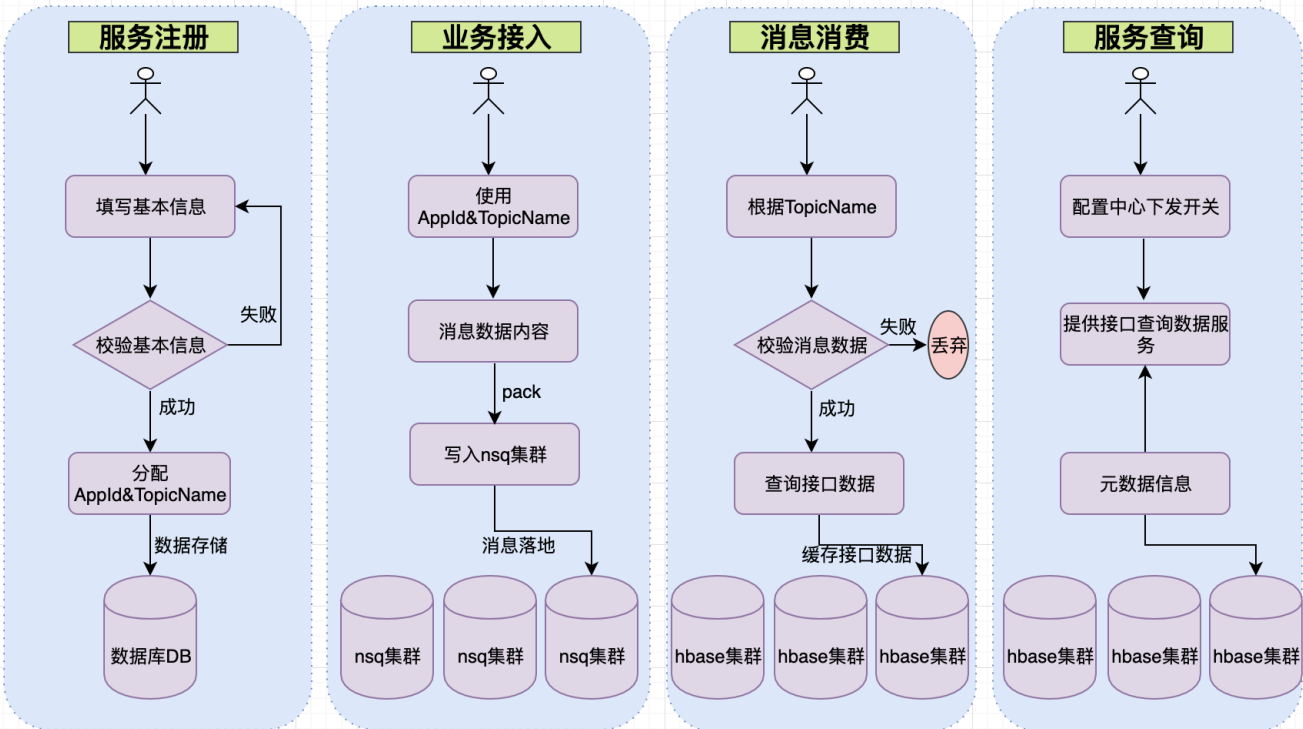 服务注册
填写基本信息
失败
校验基本信息
成功
分配
AppId&TopicName
数据存储
数据库DB
业务接入
使用
AppId&TopicName
消息数据内容
pack
写入nsq集群
消息落地
nsq集群
nsq集群
nsq集群
消息消费
根据TopicName
校验消息数据
失败
丢弃
成功
查询接口数据
缓存接口数据
hbase集群
hbase集群
hbase集群
服务查询
配置中心下发开关
提供接口查询数据服
务
元数据信息
hbase集群
hbase集群
hbase集群